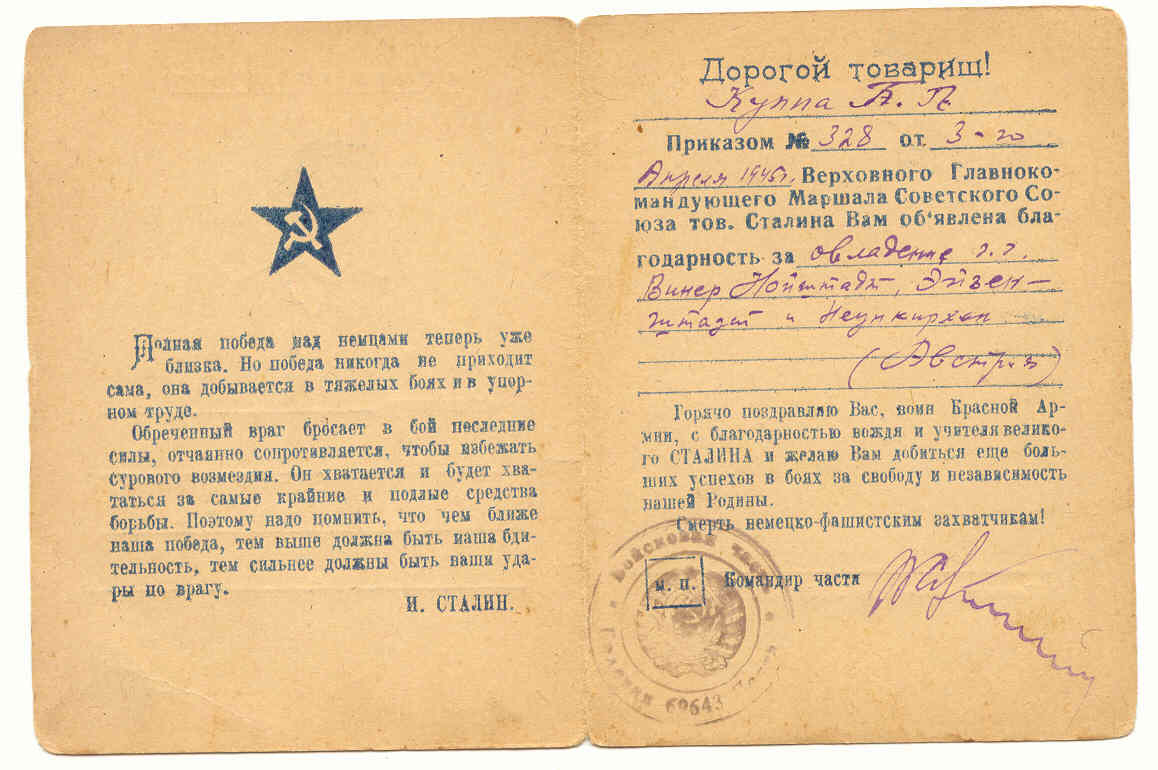 Полная победа над немцами теперь уже
близка. Но победа никогда не приходит
сама, она добывается в тяжелых боях и в упор-
ном труде.
Обреченный враг бросает в бой последние
силы, отчаянно сопротивляется, чтобы избежать
сурового возмездия. Он хватается и будет хва-
таться за самые крайние и подлые средства
борьбы. Поэтому надо помнить, что чем ближе
наша победа, тем выше должна быть наша бди-
тельность, тем сильнее должны быть наши уда-
ры по врагу.
И. СТАЛИН.
Дорогой товарищ!
Куппа П. П.
Приказом № 328 от 3-го
Апреля 1945г. Верховного Главноко-
мандующего Маршала Советского Со-
юза тов. Сталина Вам об'явлена бла-
годарность за овладение г.г.
Винер Нойштадт, Эйзен-
штадт и Неункирхен
(Австрия)
Горячо поздравляю Вас, воин Красной Ар-
мии, с благодарностью вождя и учителя велико-
го СТАЛИНА и желаю Вам добиться еще боль-
ших успехов в боях за свободу и независимость
нашей Родины.
Смерть немецко-фашистским захватчикам!
м. п. Командир части
Войсковая часть
Полевая почта 69643